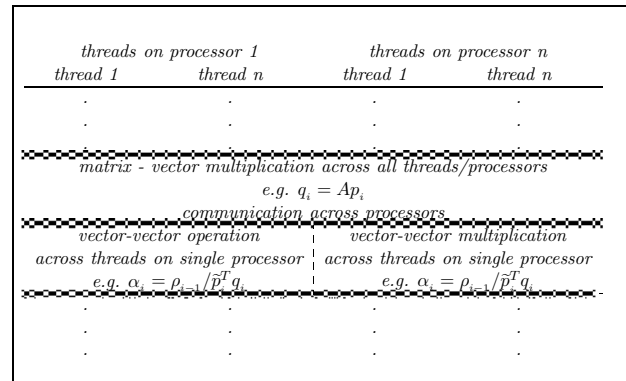 threads on processor 1 threads on processor n
thread 1 thread n thread 1 thread n
. . . .
. . . .
. . . .
matrix - vector multiplication across all threads/processors
e.g. q_i = Ap_i
communication across processors
vector-vector operation vector-vector multiplication
across threads on single processor across threads on single processor
e.g. α_i = ρ_{i−1}/p̃_i^T q_i e.g. α_i = ρ_{i−1}/p̃_i^T q_i
. . . .
. . . .
. . . .